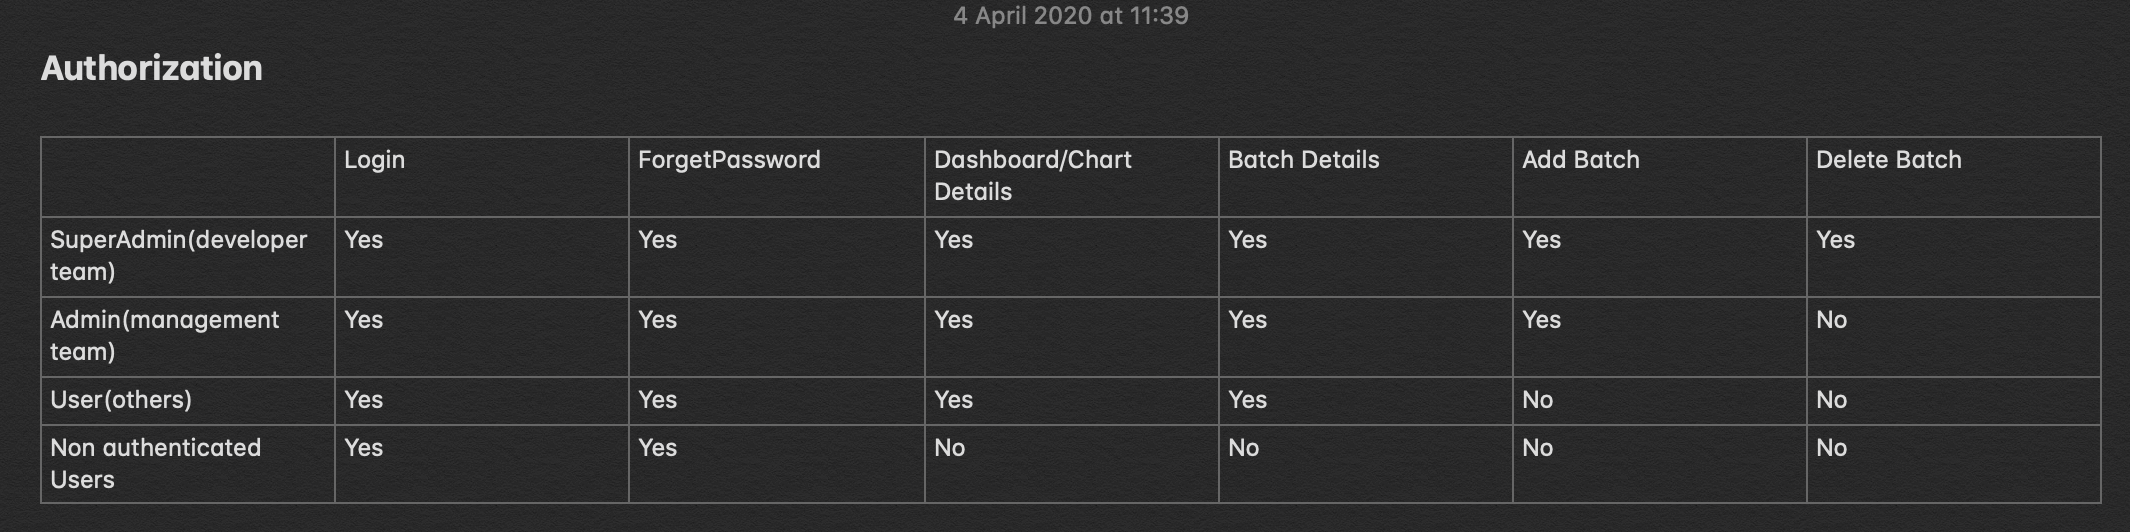 4 April 2020 at 11:39
Authorization
Login ForgetPassword Dashboard/Chart Details Batch Details Add Batch Delete Batch
SuperAdmin(developer team) Yes Yes Yes Yes Yes Yes
Admin(management team) Yes Yes Yes Yes Yes No
User(others) Yes Yes Yes Yes No No
Non authenticated Users Yes Yes No No No No